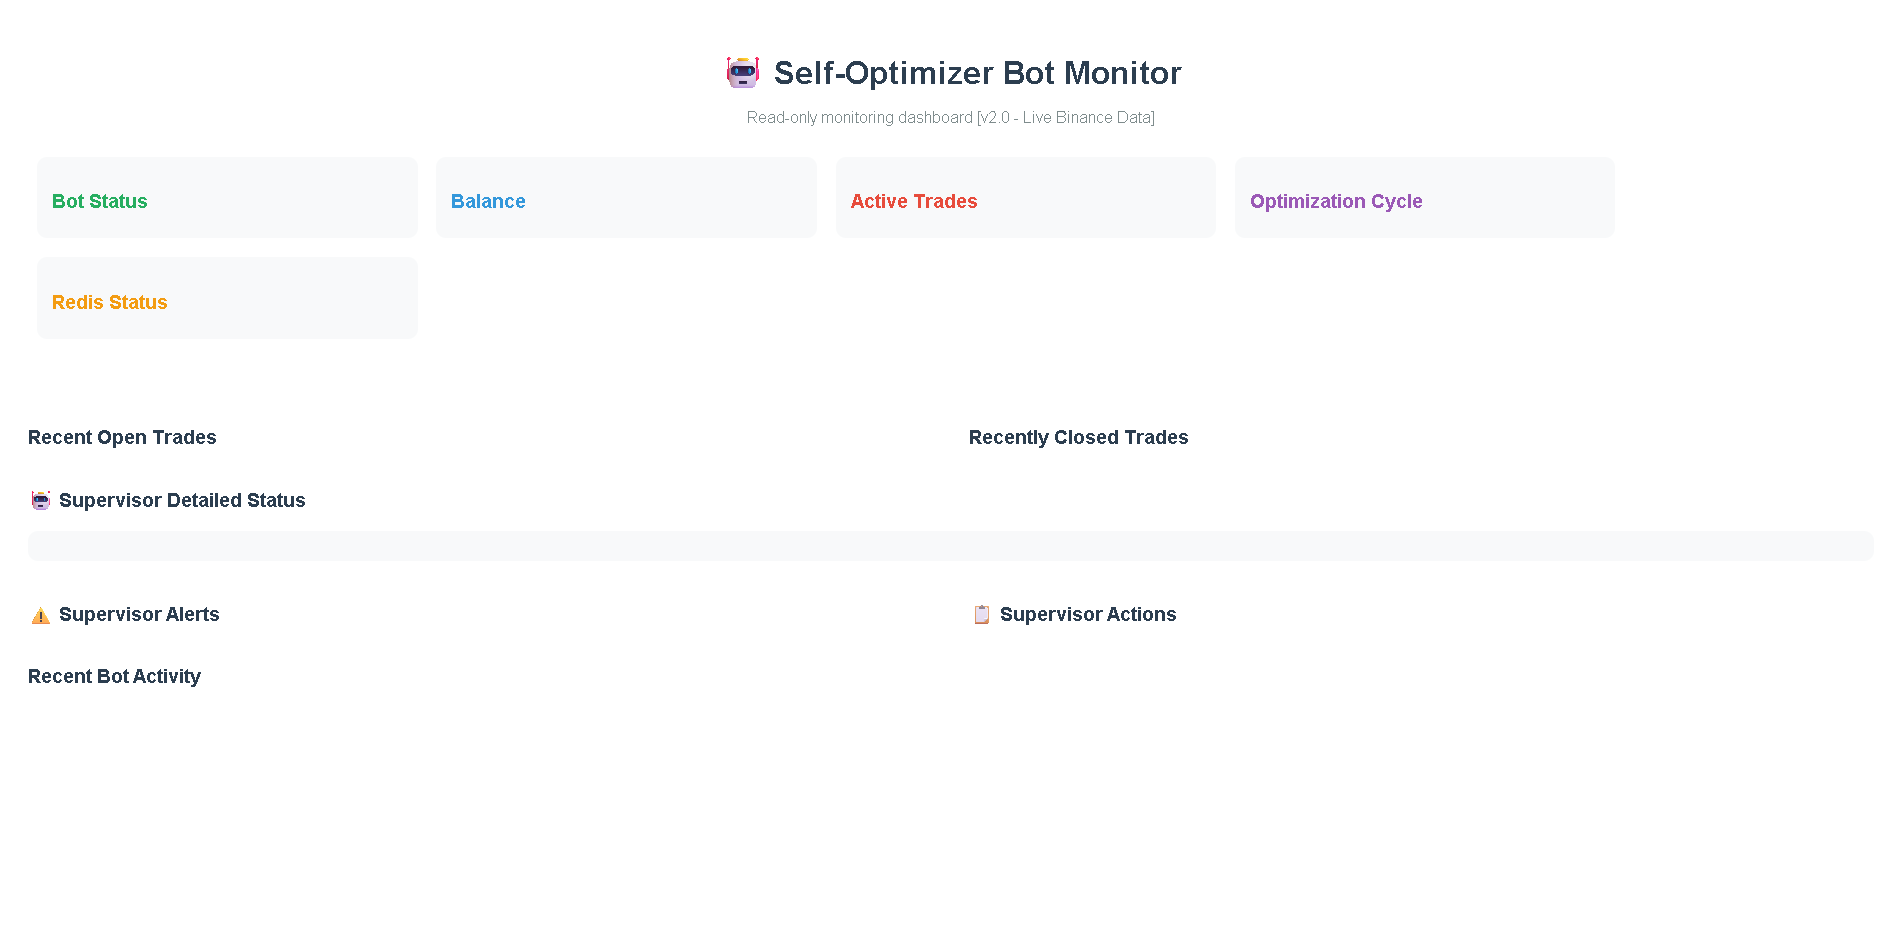 Self-Optimizer Bot Monitor
Read-only monitoring dashboard [v2.0 - Live Binance Data]
Bot Status
Balance
Active Trades
Optimization Cycle
Redis Status
Recent Open Trades
Recently Closed Trades
Supervisor Detailed Status
Supervisor Alerts
Supervisor Actions
Recent Bot Activity